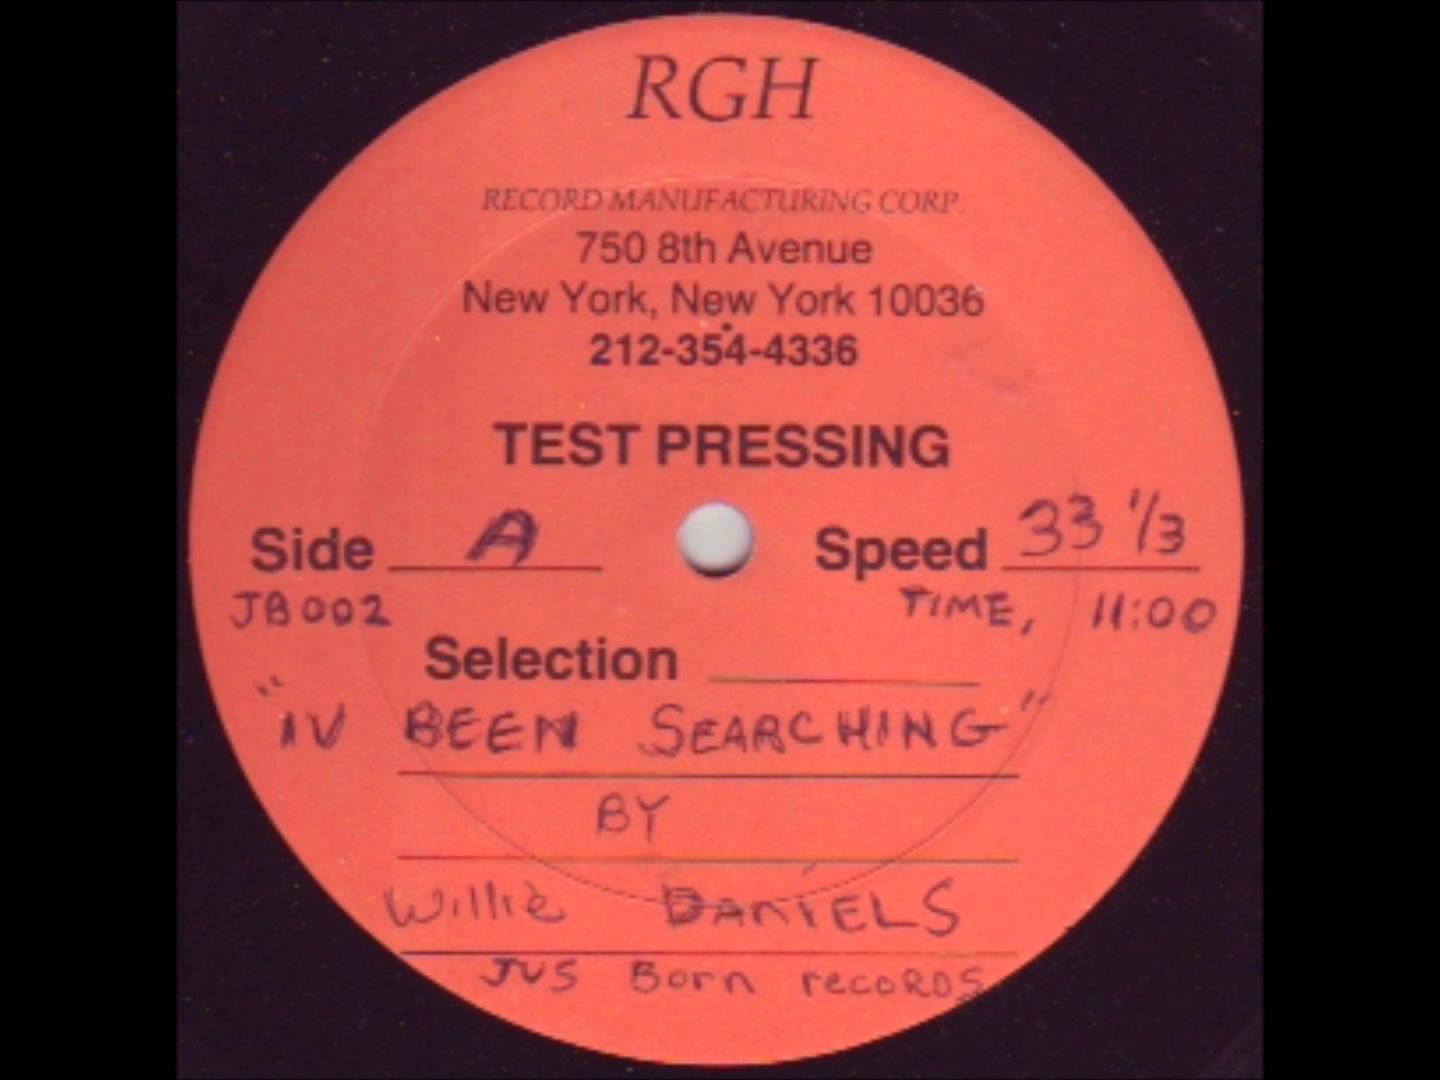 RGH
RECORD MANUFACTURING CORP.
750 8th Avenue
New York, New York 10036
212-354-4336
TEST PRESSING
Side A Speed 33 1/3
JB002 TIME, 11:00
Selection
"IV BEEN SEARCHING"
BY
Willie DANIELS
JUS Born recoRDS